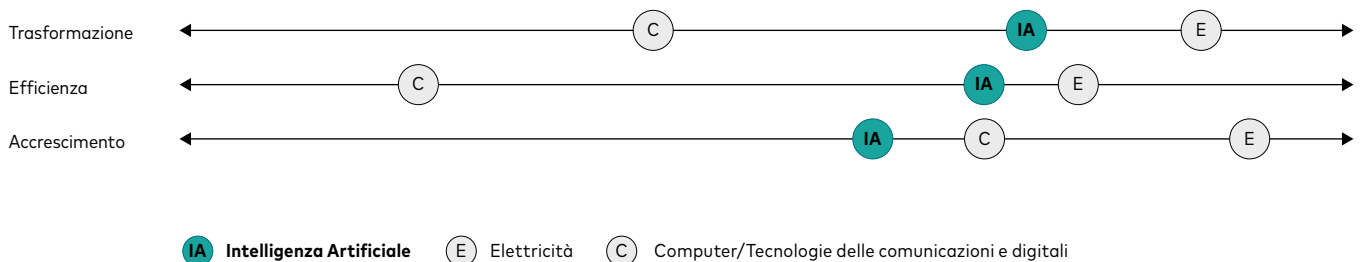 Trasformazione C IA E
Efficienza C IA E
Accrescimento IA C E
IA Intelligenza Artificiale E Elettricità C Computer/Tecnologie delle comunicazioni e digitali